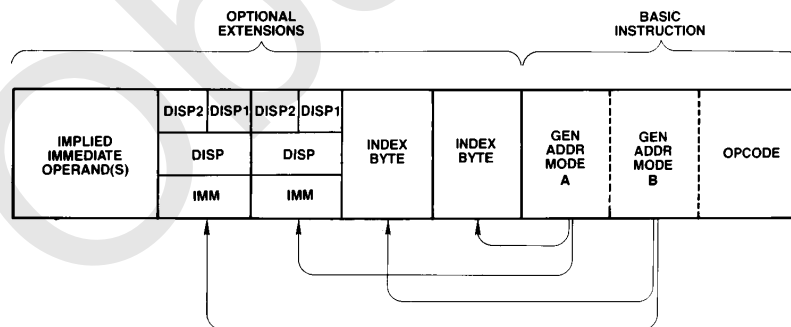 OPTIONAL
EXTENSIONS
BASIC
INSTRUCTION
IMPLIED
IMMEDIATE
OPERAND(S)
DISP2 DISP1 DISP2 DISP1
DISP DISP
IMM IMM
INDEX
BYTE
INDEX
BYTE
GEN
ADDR
MODE
A
GEN
ADDR
MODE
B
OPCODE